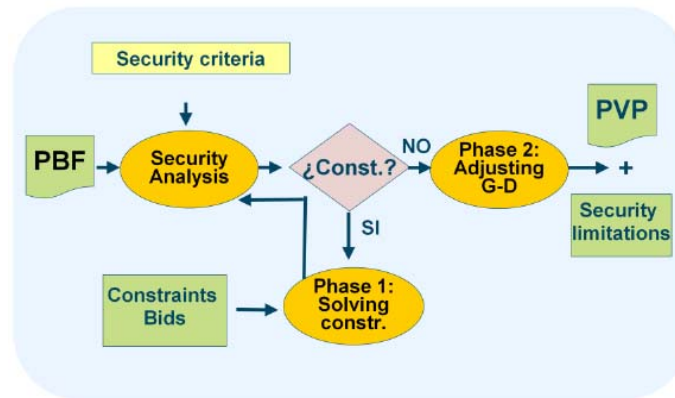 Security criteria
PVP
PBF
Security
Analysis
¿Const.?
NO
Phase 2:
Adjusting
G-D
+
SI
Security
limitations
Constraints
Bids
Phase 1:
Solving
constr.